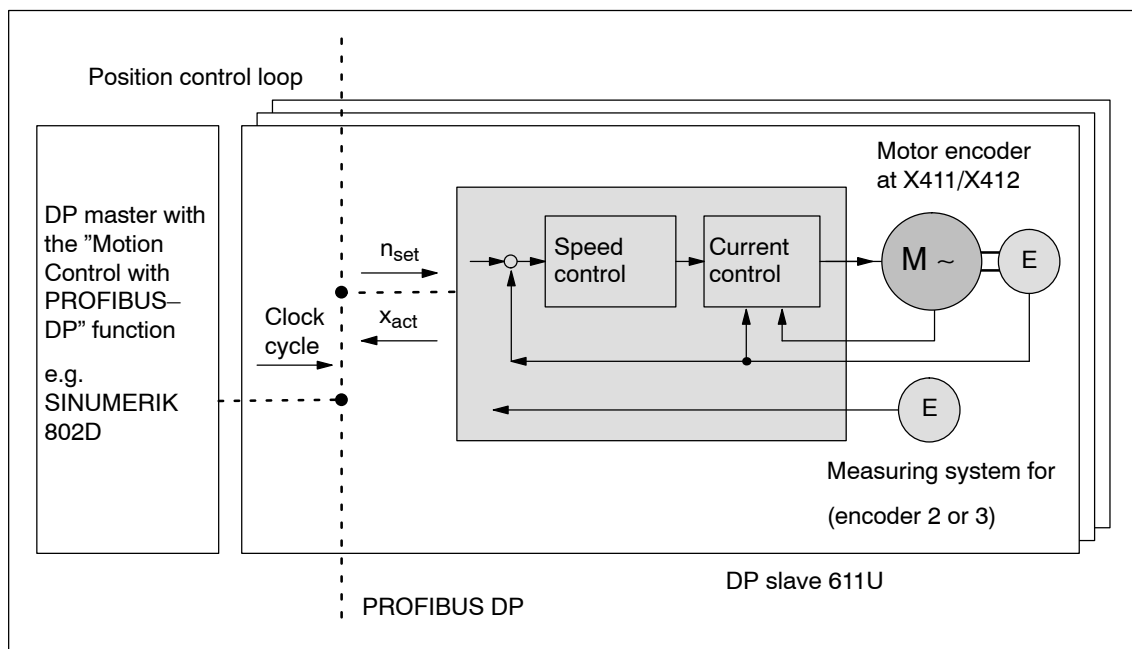 Position control loop
DP master with
the ”Motion
Control with
PROFIBUS–
DP” function
e.g.
SINUMERIK
802D
Clock
cycle
nset
xact
Speed
control
Current
control
Motor encoder
at X411/X412
M ~
E
E
Measuring system for
(encoder 2 or 3)
DP slave 611U
PROFIBUS DP